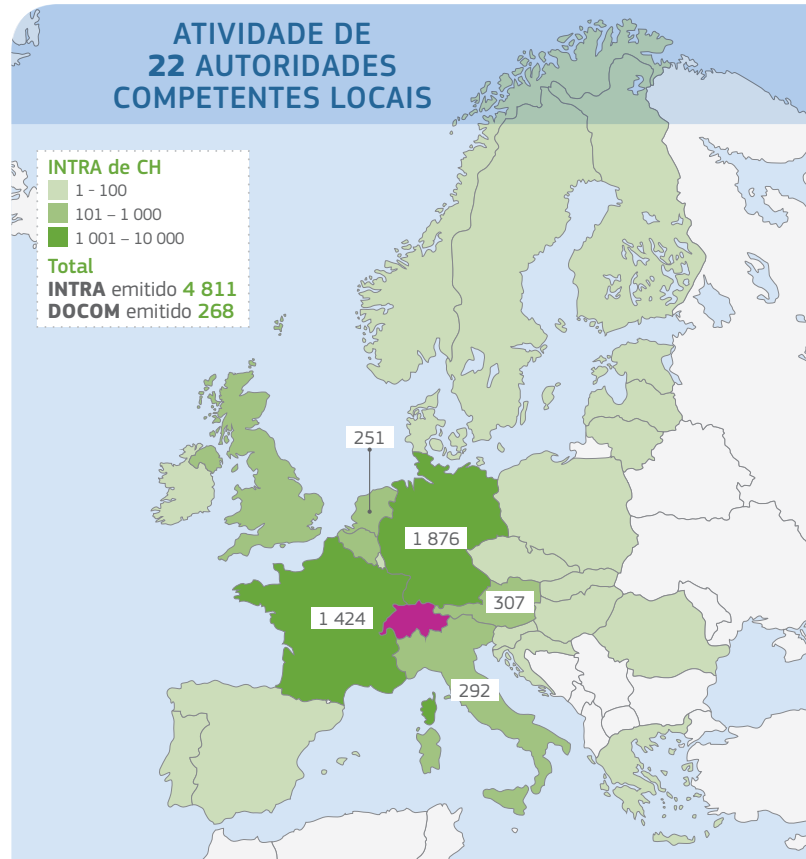 ATIVIDADE DE
22 AUTORIDADES
COMPETENTES LOCAIS
INTRA de CH
1 - 100
101 – 1 000
1 001 – 10 000
Total
INTRA emitido 4 811
DOCOM emitido 268
251
1 876
307
1 424
292